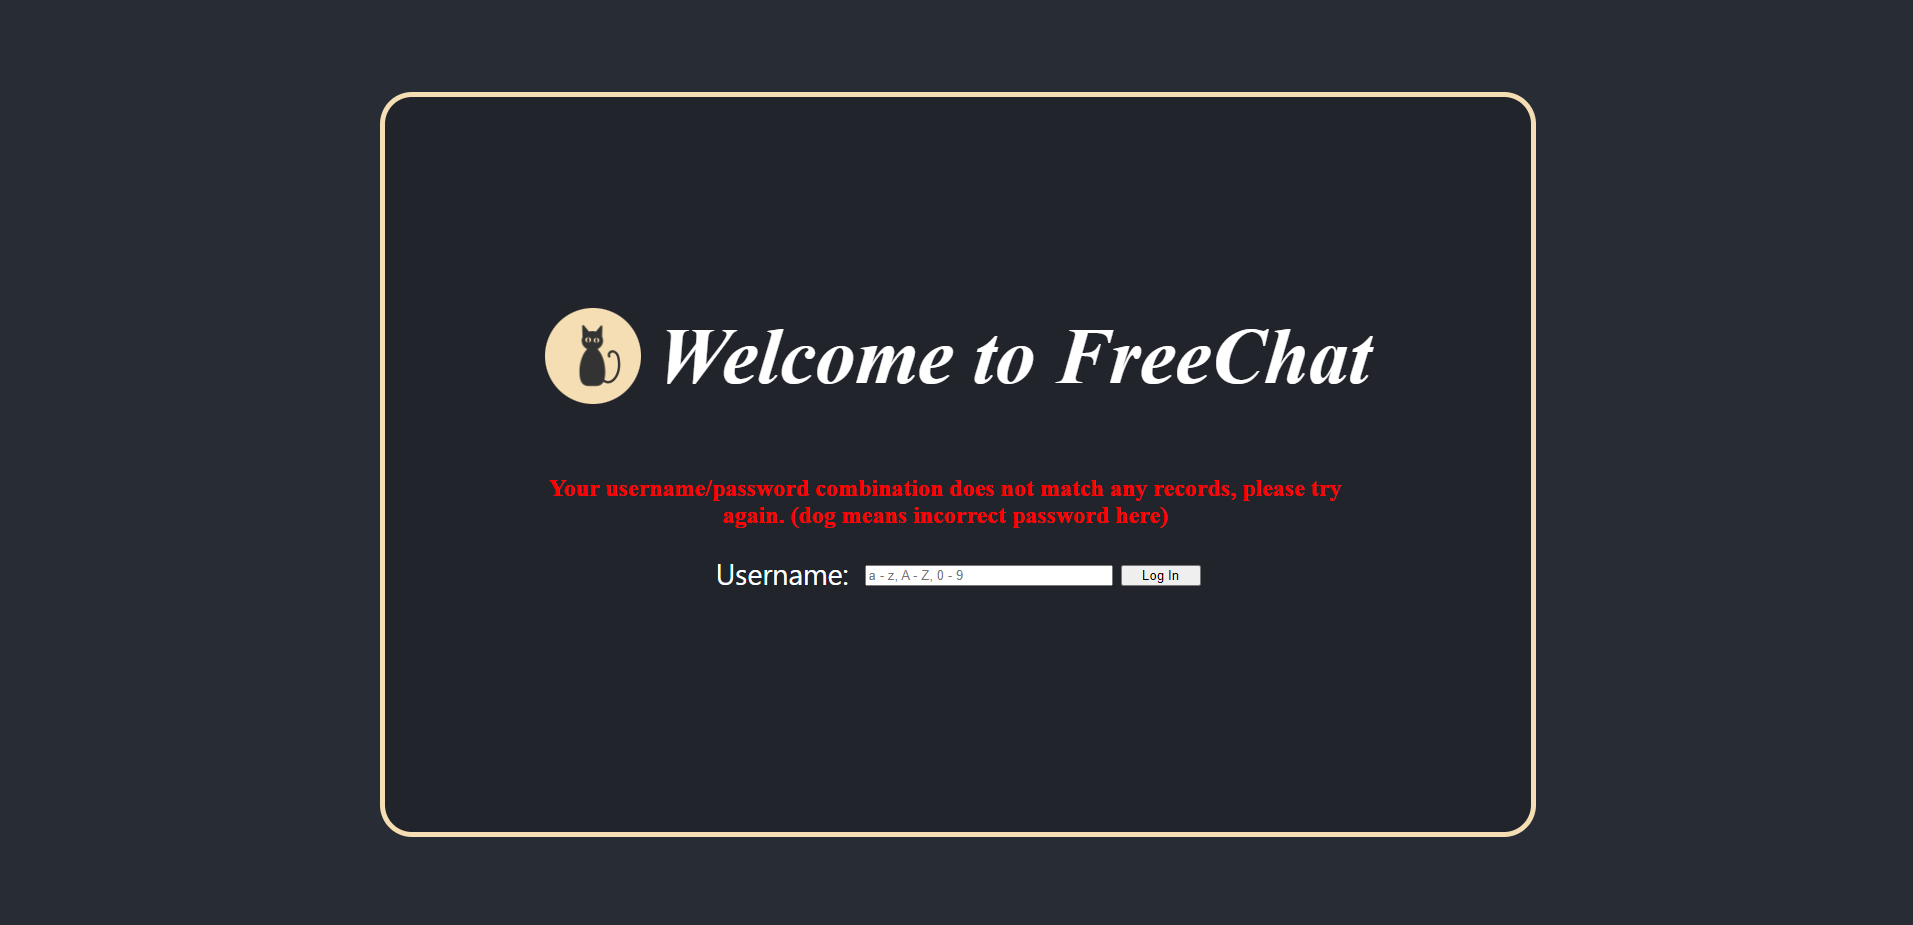 Welcome to FreeChat
Your username/password combination does not match any records, please try
again. (dog means incorrect password here)
Username: a - z, A - Z, 0 - 9 Log In